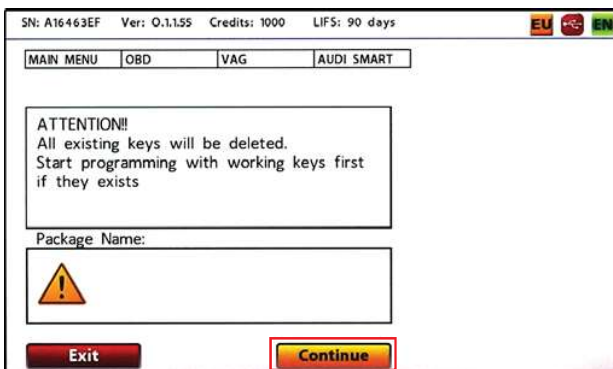 SN: A16463EF Ver: 0.1.1.55 Credits: 1000 LIFS: 90 days EU EN
MAIN MENU OBD VAG AUDI SMART
ATTENTION!!
All existing keys will be deleted.
Start programming with working keys first
if they exists
Package Name:
Exit Continue